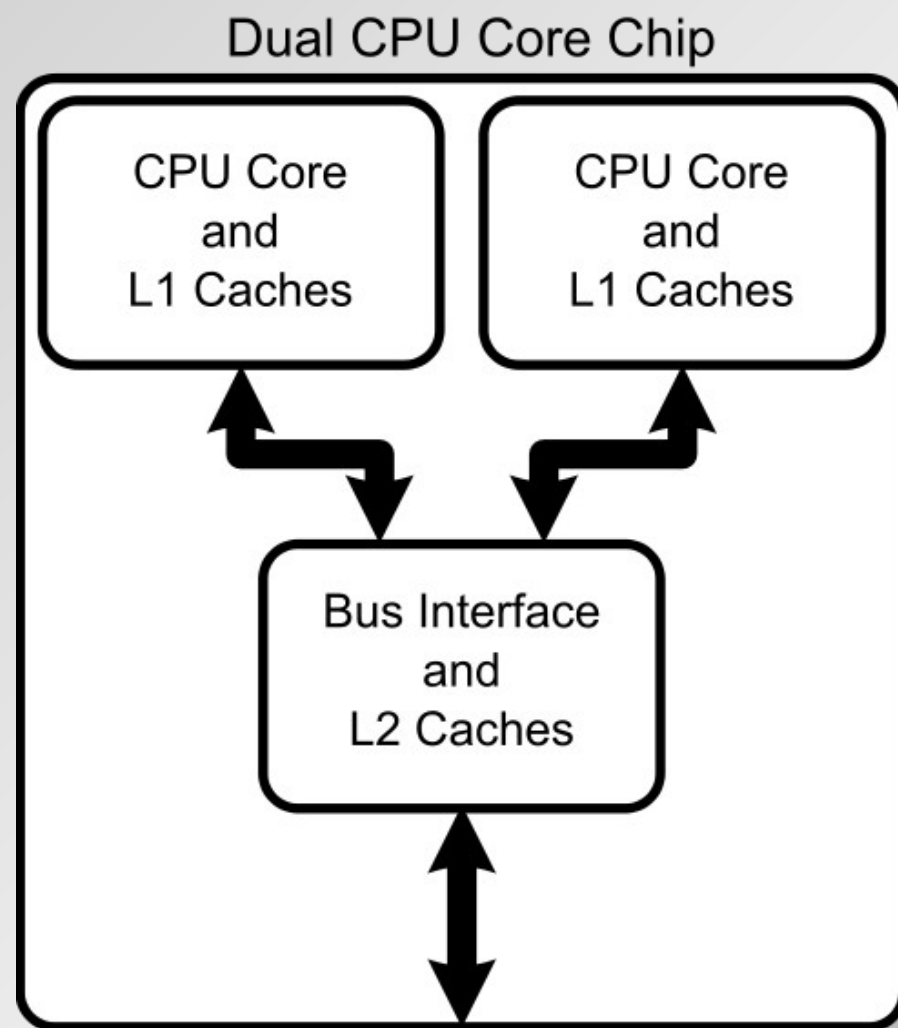 Dual CPU Core Chip
CPU Core
and
L1 Caches
CPU Core
and
L1 Caches
Bus Interface
and
L2 Caches